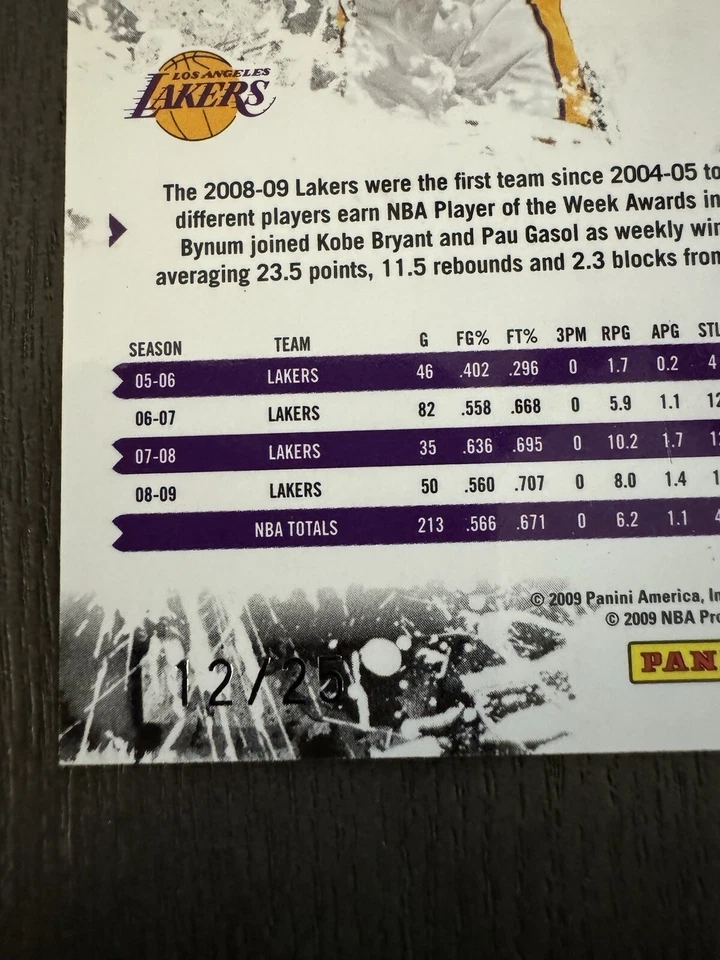 LOS ANGELES
LAKERS
The 2008-09 Lakers were the first team since 2004-05 to
different players earn NBA Player of the Week Awards in
Bynum joined Kobe Bryant and Pau Gasol as weekly
averaging 23.5 points, 11.5 rebounds and 2.3 blocks from
SEASON TEAM G FG% FT% 3PM RPG APG STL
05-06 LAKERS 46 .402 .296 0 1.7 0.2 4
06-07 LAKERS 82 .558 .668 0 5.9 1.1
07-08 LAKERS 35 .636 .695 0 10.2 1.7
08-09 LAKERS 50 .560 .707 0 8.0 1.4
NBA TOTALS 213 .566 .671 0 6.2 1.1
© 2009 Panini America,
© 2009 NBA
12/25
PAN